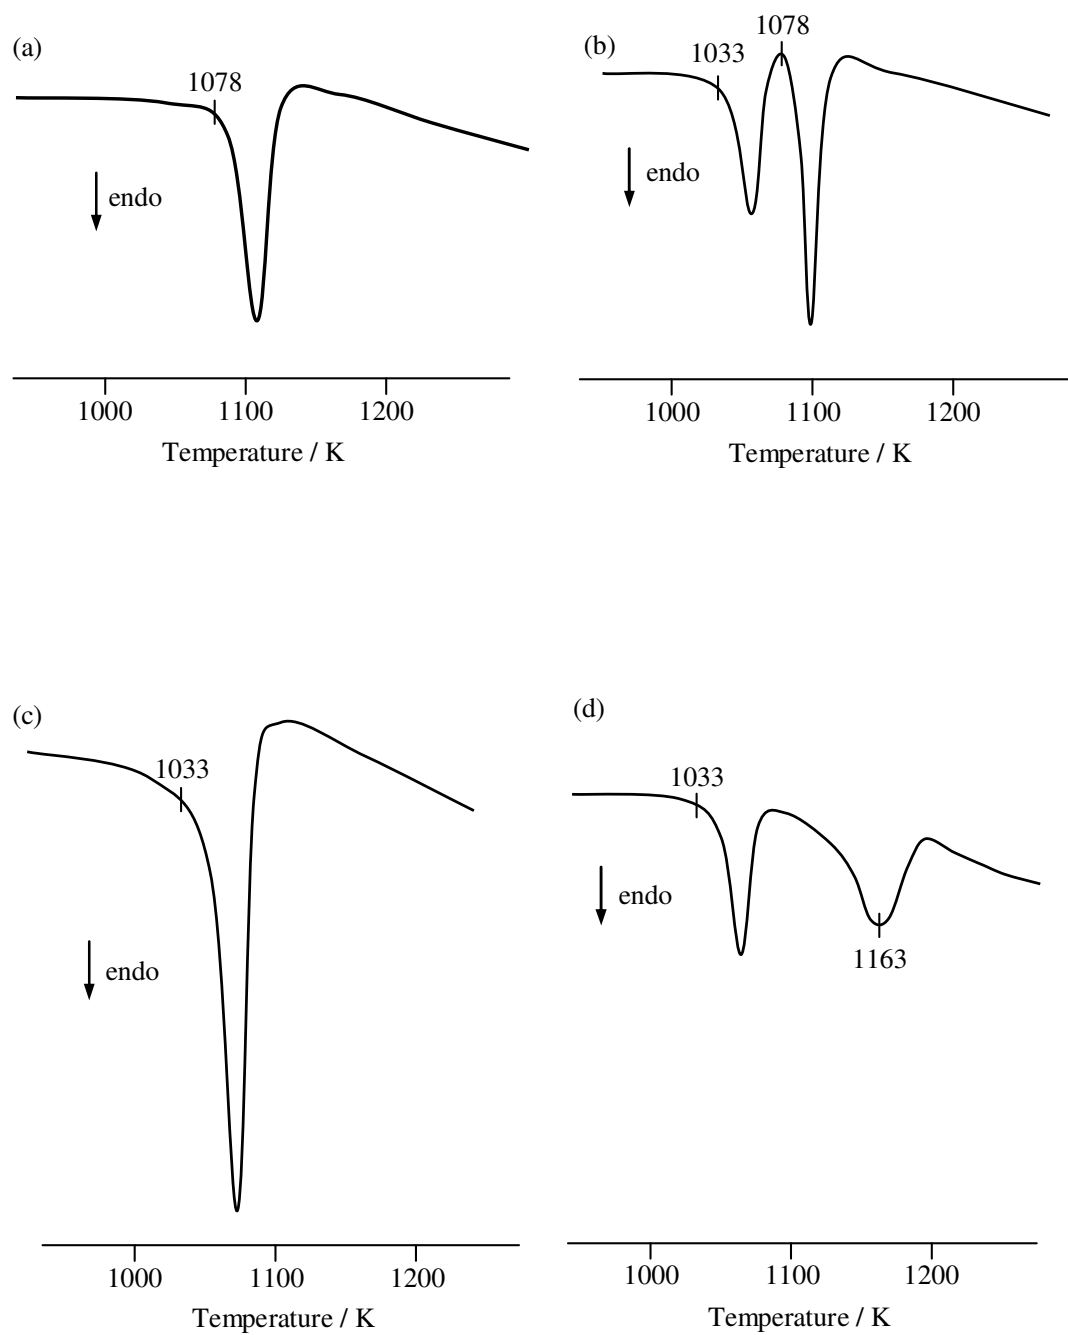 (a)
1078
endo
1000 1100 1200
Temperature / K
(b)
1033
1078
endo
1000 1100 1200
Temperature / K
(c)
1033
endo
1000 1100 1200
Temperature / K
(d)
1033
endo
1163
1000 1100 1200
Temperature / K